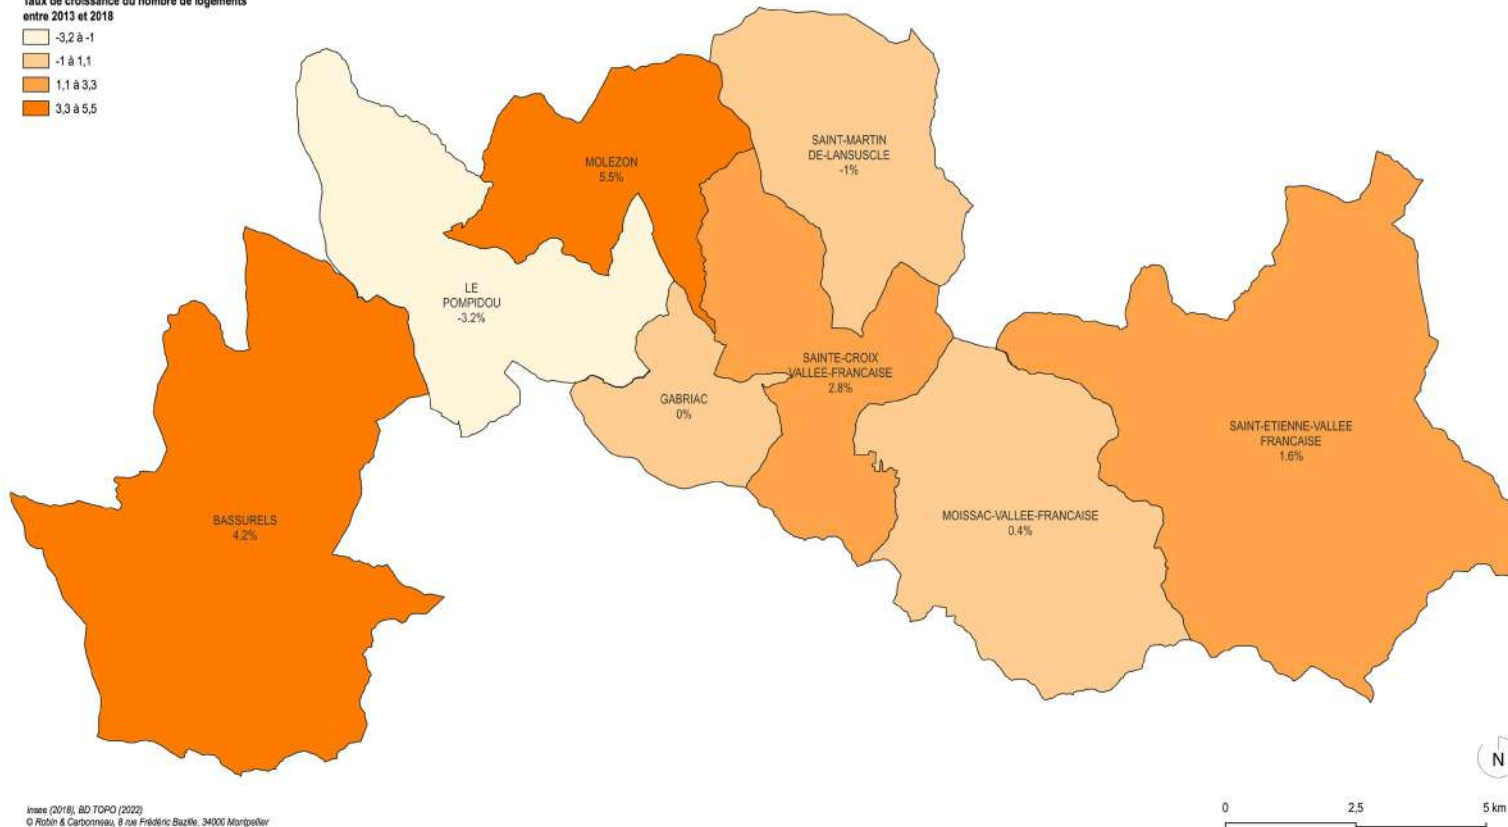 Taux de croissance du nombre de logements
entre 2013 et 2018
-3,2 à -1
-1 à 1,1
1,1 à 3,3
3,3 à 5,5
SAINT-MARTIN
DE-LANSUSCLE
-1%
MOLEZON
5.5%
LE
POMPIDOU
-3.2%
SAINTE-CROIX
VALLEE-FRANCAISE
2.8%
GABRIAC
0%
SAINT-ETIENNE-VALLEE
FRANCAISE
1.6%
BASSURELS
4.2%
MOISSAC-VALLEE-FRANCAISE
0.4%
N
0 2,5 5 km
Insee (2018), BD TOPO (2022)
© Robin & Carbonneau, 8 rue Frédéric Bazille, 34000 Montpellier